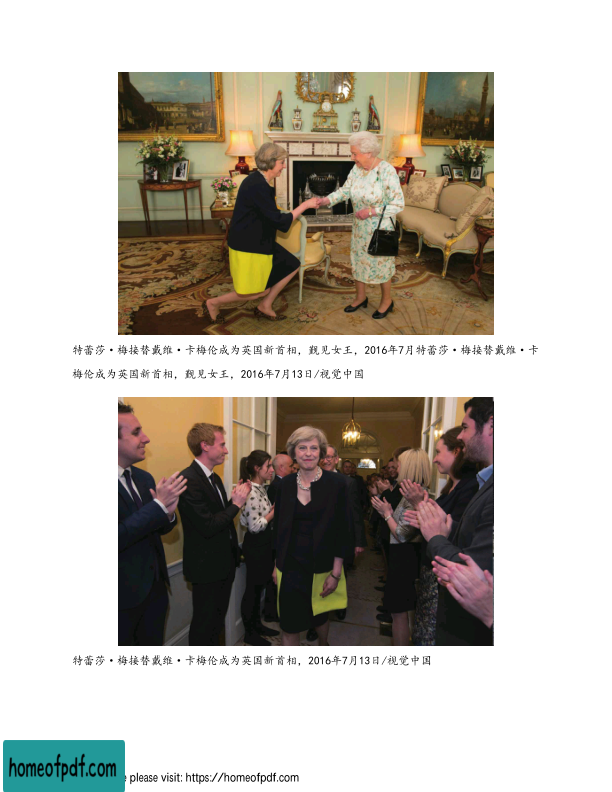 特蕾莎·梅接替戴维·卡梅伦成为英国新首相，觐见女王，2016年7月特蕾莎·梅接替戴维·卡
梅伦成为英国新首相，觐见女王，2016年7月13日/视觉中国
特蕾莎·梅接替戴维·卡梅伦成为英国新首相，2016年7月13日/视觉中国
homeofpdf.com
please visit: https://homeofpdf.com